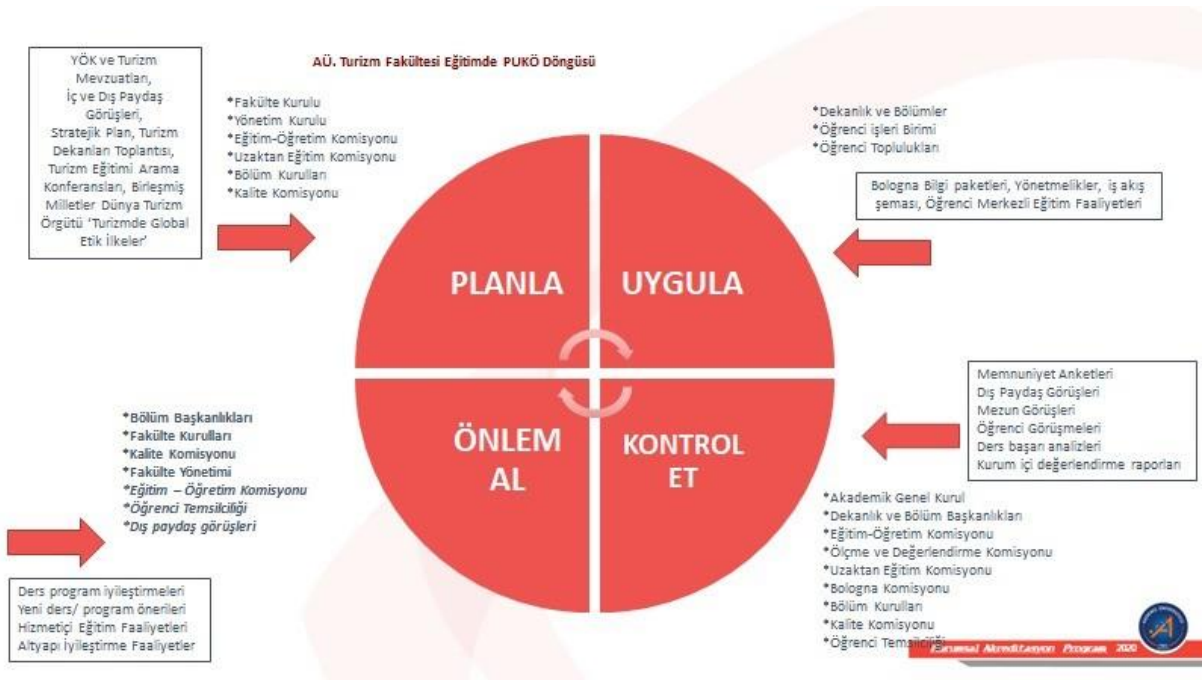 AÜ. Turizm Fakültesi Eğitimde PUKÖ Döngüsü
YÖK ve Turizm
Mevzuatları,
İç ve Dış Paydaş
Görüşleri,
Stratejik Plan, Turizm
Dekanları Toplantısı,
Turizm Eğitimi Arama
Konferansları, Birleşmiş
Milletler Dünya Turizm
Örgütü ‘Turizmde Global
Etik İlkeler’
*Fakülte Kurulu
*Yönetim Kurulu
*Eğitim-Öğretim Komisyonu
*Uzaktan Eğitim Komisyonu
*Bölüm Kurulları
*Kalite Komisyonu
*Dekanlık ve Bölümler
*Öğrenci işleri Birimi
*Öğrenci Toplulukları
Bologna Bilgi paketleri, Yönetmelikler, iş akış
şeması, Öğrenci Merkezli Eğitim Faaliyetleri
PLANLA
UYGULA
ÖNLEM
AL
KONTROL
ET
Memnuniyet Anketleri
Dış Paydaş Görüşleri
Mezun Görüşleri
Öğrenci Görüşmeleri
Ders başarı analizleri
Kurum içi değerlendirme raporları
*Bölüm Başkanlıkları
*Fakülte Kurulları
*Kalite Komisyonu
*Fakülte Yönetimi
*Eğitim – Öğretim Komisyonu
*Öğrenci Temsilciliği
*Dış paydaş görüşleri
Ders program iyileştirmeleri
Yeni ders/ program önerileri
Hizmetiçi Eğitim Faaliyetleri
Altyapı İyileştirme Faaliyetler
*Akademik Genel Kurul
*Dekanlık ve Bölüm Başkanlıkları
*Eğitim-Öğretim Komisyonu
*Ölçme ve Değerlendirme Komisyonu
*Uzaktan Eğitim Komisyonu
*Bologna Komisyonu
*Bölüm Kurulları
*Kalite Komisyonu
*Öğrenci Temsilciliği
Kurumsal Akreditasyon Program 2020